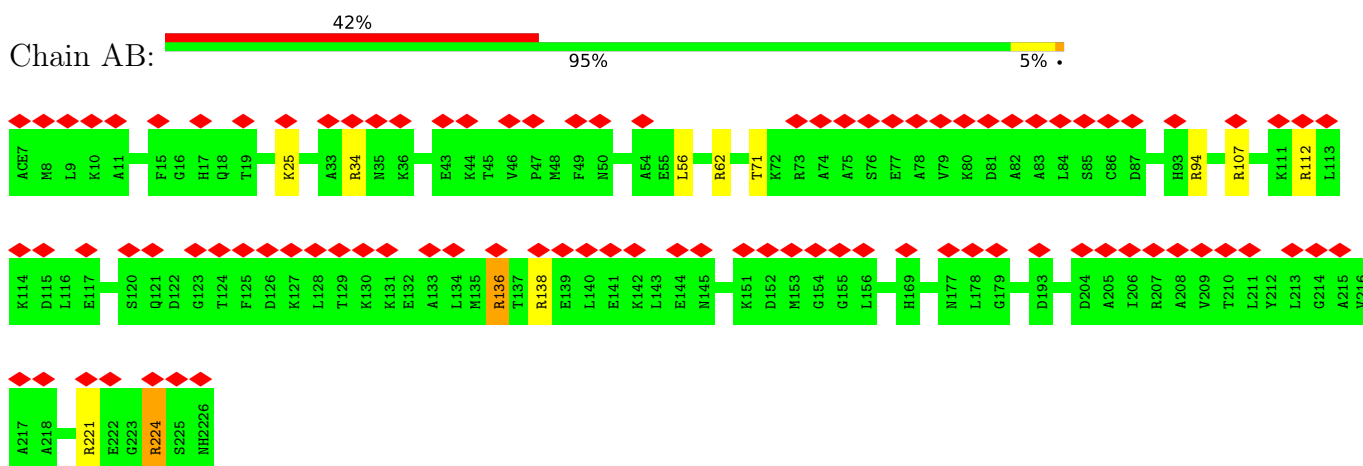 42%
Chain AB:
95% 5% •
ACE7 M8 L9 K10 A11 F15 G16 H17 Q18 T19 K25 A33 R34 N35 K36 E43 K44 T45 V46 P47 M48 F49 N50 A54 E55 L56 R62 T71 K72 R73 A74 A75 S76 E77 A78 V79 K80 D81 A82 A83 L84 S85 C86 D87 H93 R94 R107 K111 R112 L113
K114 D115 L116 E117 S120 Q121 D122 G123 T124 F125 D126 K127 L128 T129 K130 K131 E132 A133 L134 M135 R136 T137 R138 E139 L140 E141 K142 L143 E144 N145 K151 D152 M153 G154 G155 L156 H169 N177 L178 G179 D193 D204 A205 I206 R207 A208 V209 T210 L211 Y212 L213 G214 A215 V216
A217 A218 R221 E222 G223 R224 S225 NH2226